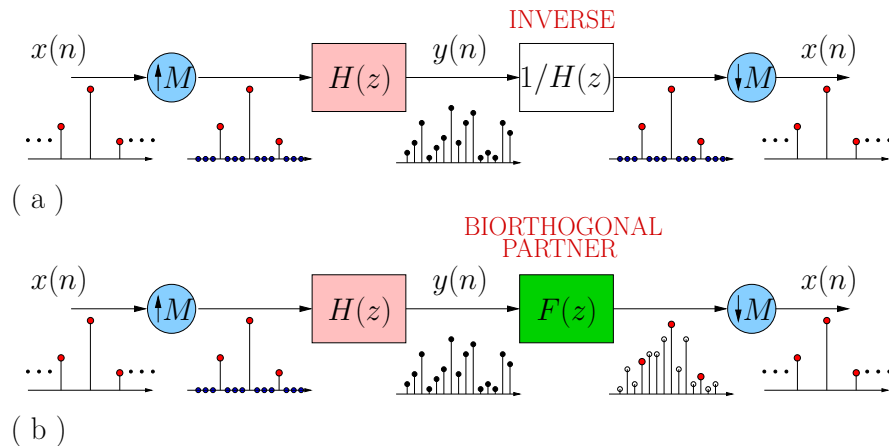 INVERSE
x(n) ↑M H(z) y(n) 1/H(z) ↓M x(n)
( a )
BIORTHOGONAL
PARTNER
x(n) ↑M H(z) y(n) F(z) ↓M x(n)
( b )